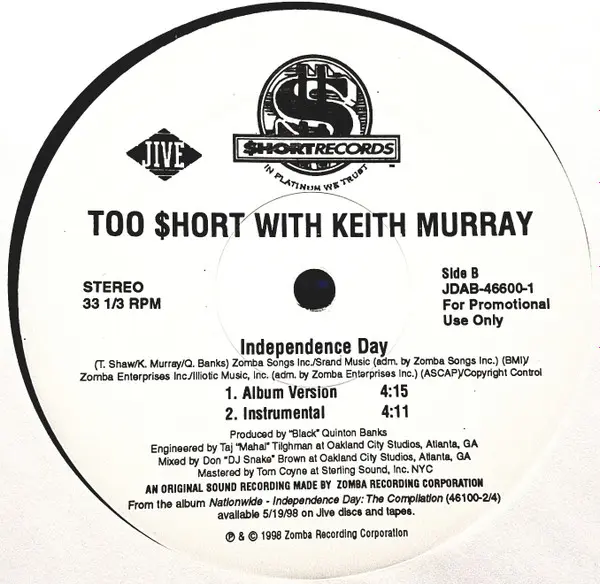 $
JIVE
$HORTRECORDS
IN PLATINUM WE TRUST
TOO $HORT WITH KEITH MURRAY
STEREO
33 1/3 RPM
Side B
JDAB-46600-1
For Promotional
Use Only
Independence Day
(T. Shaw/K. Murray/Q. Banks) Zomba Songs Inc./Srand Music (adm. by Zomba Songs Inc.) (BMI)/
Zomba Enterprises Inc./Illiotic Music, Inc. (adm. by Zomba Enterprises Inc.) (ASCAP)/Copyright Control
1. Album Version 4:15
2. Instrumental 4:11
Produced by "Black" Quinton Banks
Engineered by Taj "Mahal" Tilghman at Oakland City Studios, Atlanta, GA
Mixed by Don "DJ Snake" Brown at Oakland City Studios, Atlanta, GA
Mastered by Tom Coyne at Sterling Sound, Inc. NYC
AN ORIGINAL SOUND RECORDING MADE BY ZOMBA RECORDING CORPORATION
From the album Nationwide - Independence Day: The Compilation (46100-2/4)
available 5/19/98 on Jive discs and tapes.
℗ & © 1998 Zomba Recording Corporation